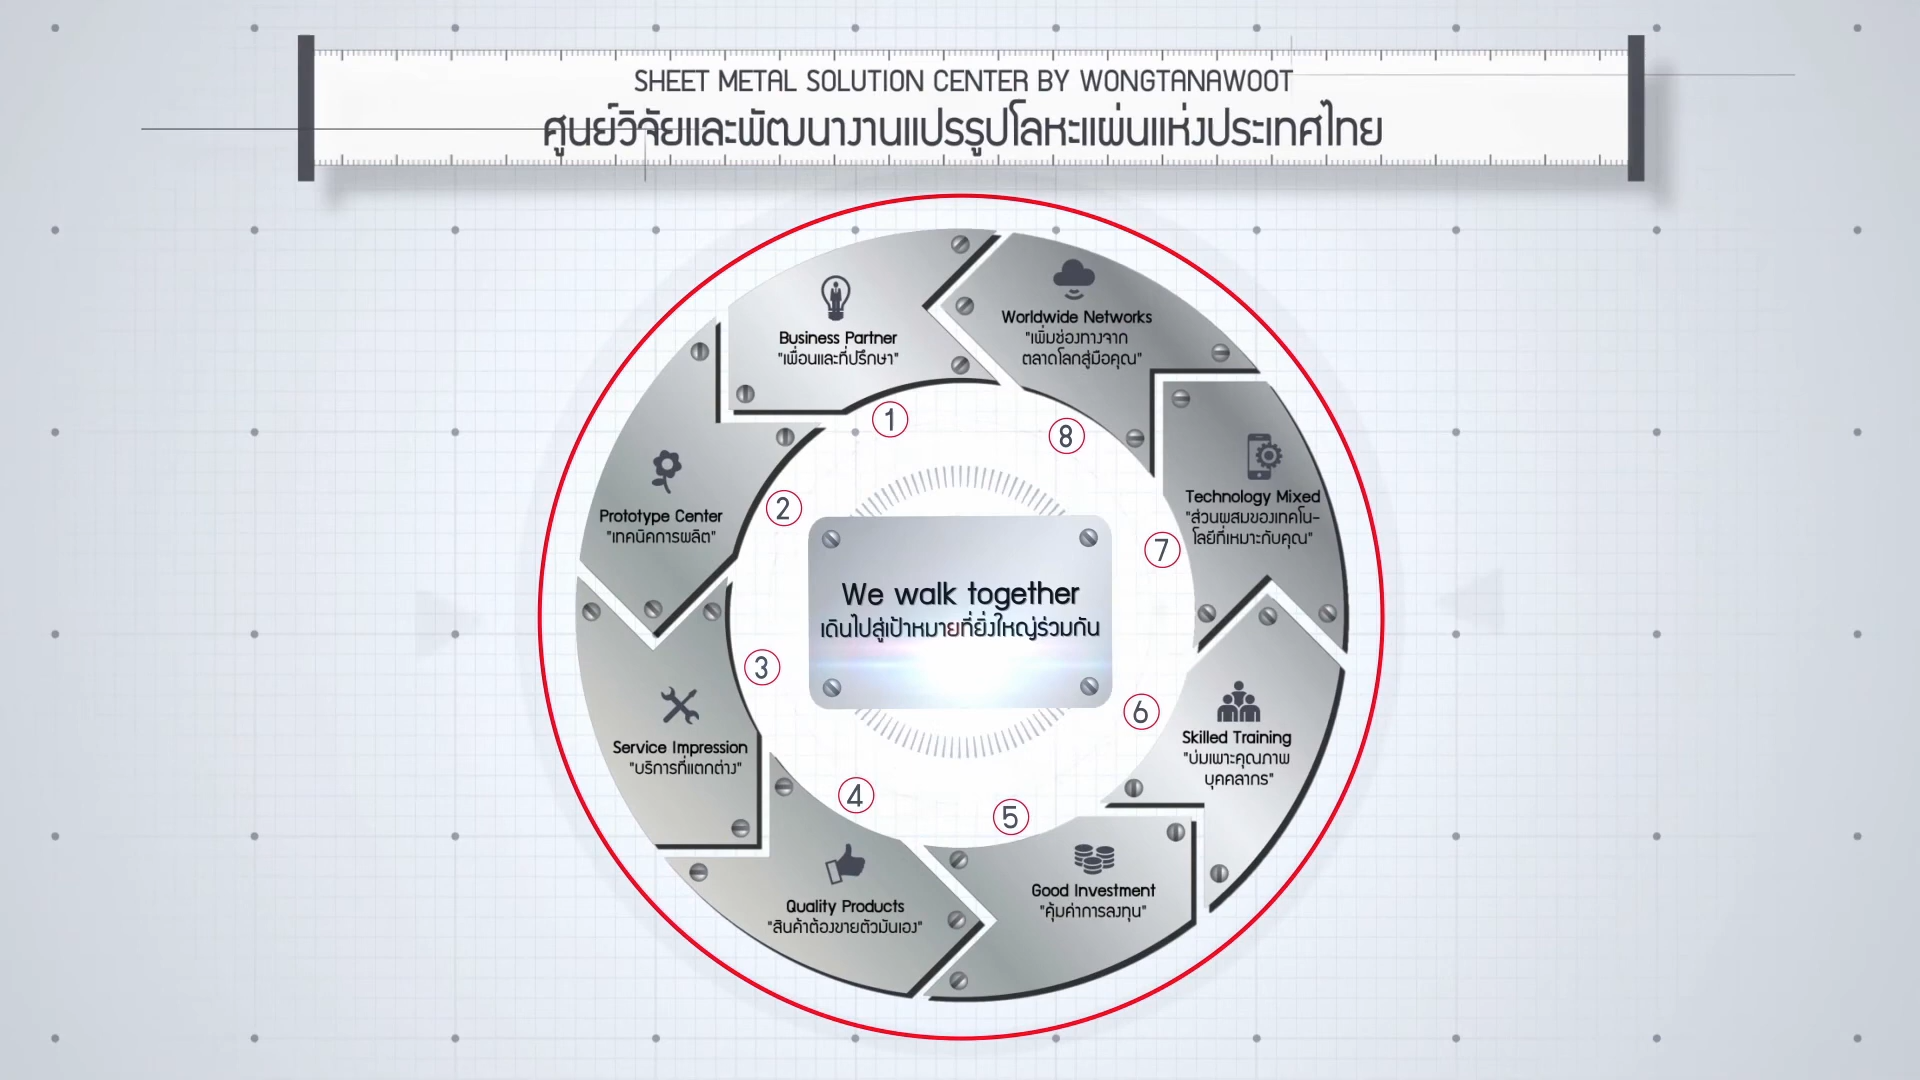 SHEET METAL SOLUTION CENTER BY WONGTANAWOOT
ศูนย์วิจัยและพัฒนางานแปรรูปโลหะแผ่นแห่งประเทศไทย
Business Partner
"เพื่อนและที่ปรึกษา"
1
Prototype Center
"เทคนิคการผลิต"
2
Service Impression
"บริการที่แตกต่าง"
3
Quality Products
"สินค้าต้องขายตัวมันเอง"
4
Good Investment
"คุ้มค่าการลงทุน"
5
Skilled Training
"บ่มเพาะคุณภาพ
บุคคลากร"
6
Technology Mixed
"ส่วนผสมของเทคโน-
โลยีที่เหมาะกับคุณ"
7
Worldwide Networks
"เพิ่มช่องทางจาก
ตลาดโลกสู่มือคุณ"
8
We walk together
เดินไปสู่เป้าหมายที่ยิ่งใหญ่ร่วมกัน